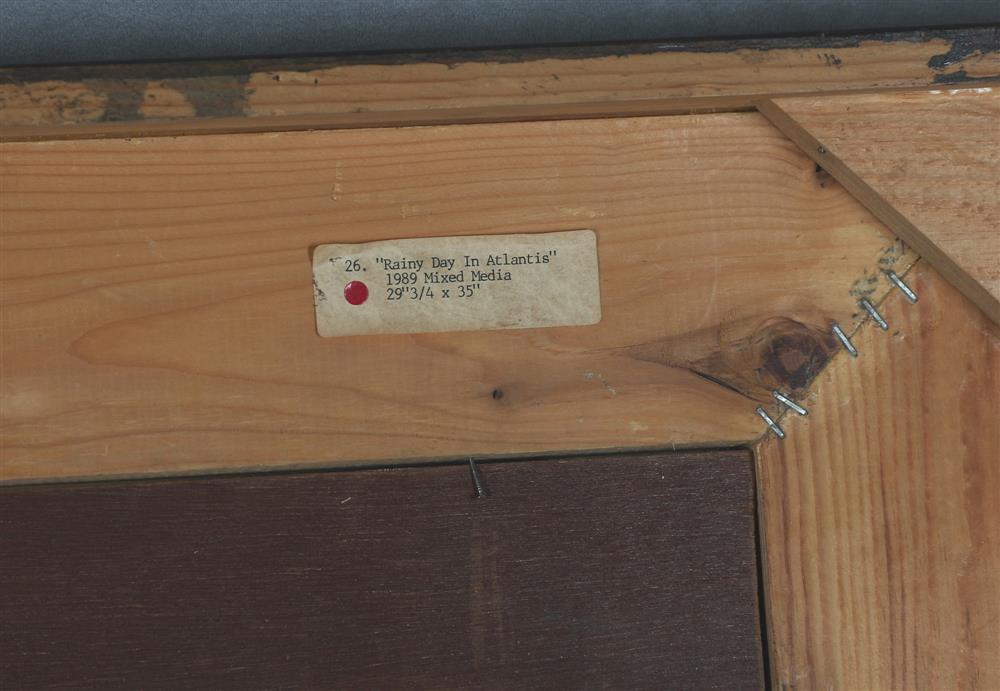 26. "Rainy Day In Atlantis"
1989 Mixed Media
29"3/4 x 35"